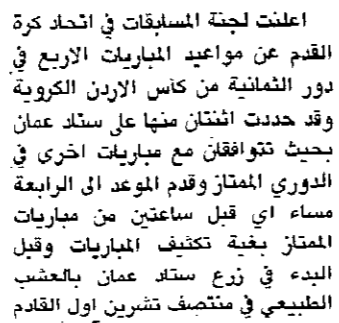 اعلنت لجنة المسابقات في اتحاد كرة
القدم عن مواعيد المباريات الاربع في
دور الثمانية من كأس الاردن الكروية
وقد حددت اثنتان منها على ستاد عمان
بحيث تتوافقان مع مباريات اخرى في
الدوري الممتاز وقدم الموعد الى الرابعة
مساء اي قبل ساعتين من مباريات
الممتاز بغية تكثيف المباريات وقبل
البدء في زرع ستاد عمان بالعشب
الطبيعي في منتصف تشرين اول القادم